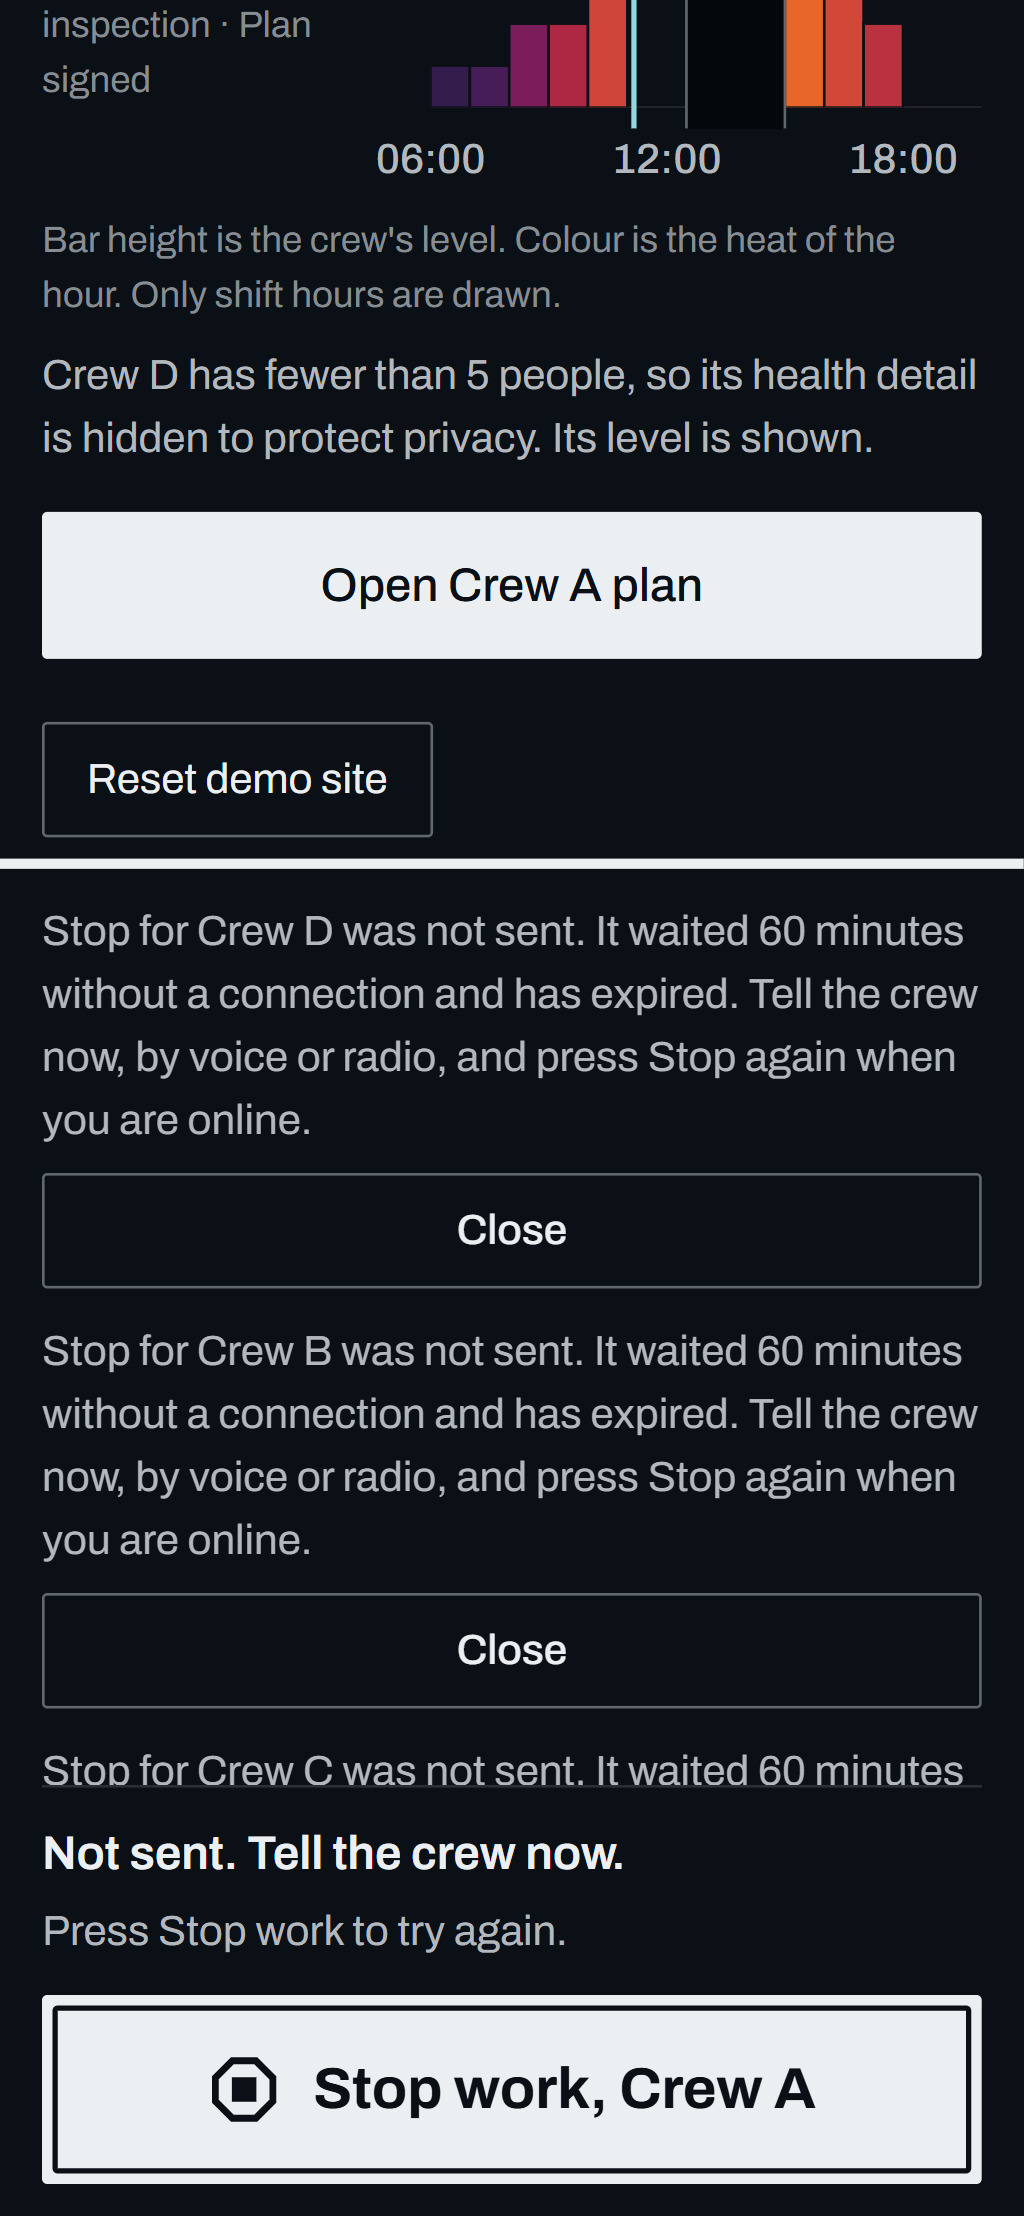 inspection · Plan
signed
06:00 12:00 18:00
Bar height is the crew's level. Colour is the heat of the
hour. Only shift hours are drawn.
Crew D has fewer than 5 people, so its health detail
is hidden to protect privacy. Its level is shown.
Open Crew A plan
Reset demo site
Stop for Crew D was not sent. It waited 60 minutes
without a connection and has expired. Tell the crew
now, by voice or radio, and press Stop again when
you are online.
Close
Stop for Crew B was not sent. It waited 60 minutes
without a connection and has expired. Tell the crew
now, by voice or radio, and press Stop again when
you are online.
Close
Stop for Crew C was not sent. It waited 60 minutes
Not sent. Tell the crew now.
Press Stop work to try again.
Stop work, Crew A